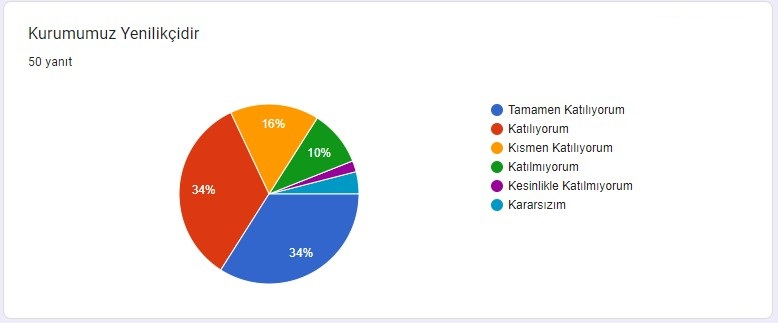 Kurumumuz Yenilikçidir
50 yanıt
16%
10%
34%
34%
Tamamen Katılıyorum
Katılıyorum
Kısmen Katılıyorum
Katılmıyorum
Kesinlikle Katılmıyorum
Kararsızım